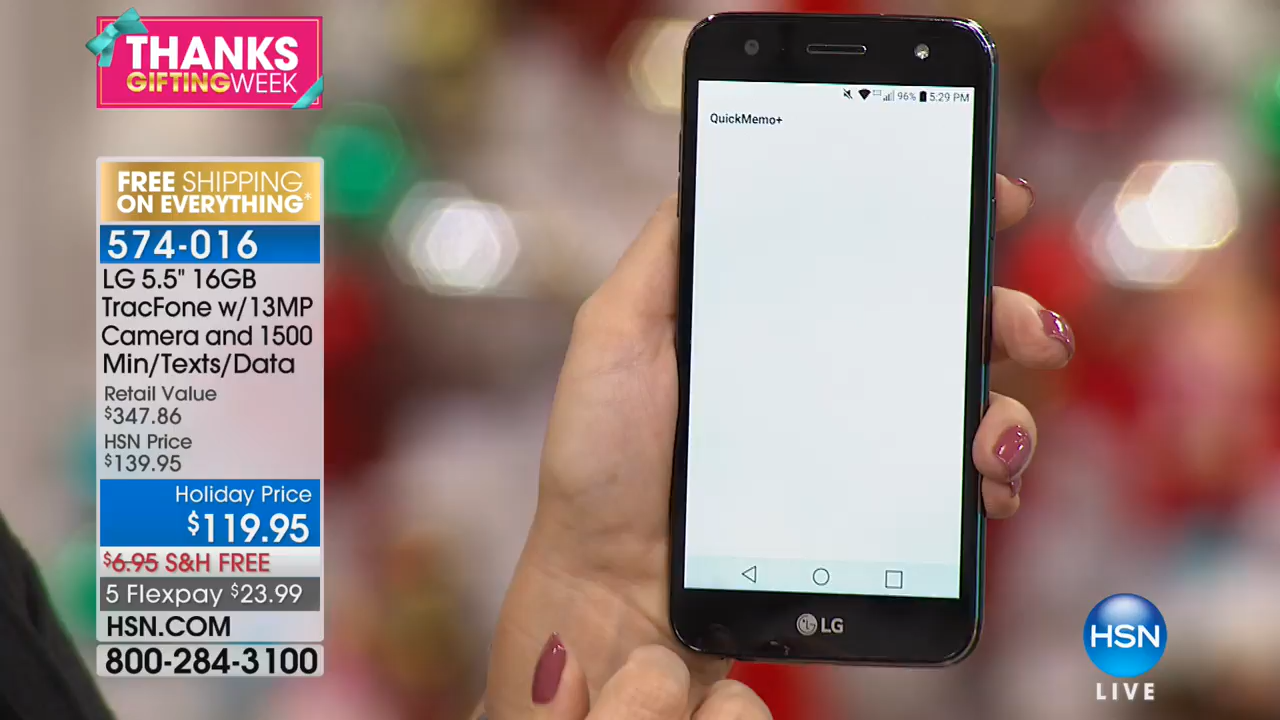 THANKS
GIFTINGWEEK
FREE SHIPPING
ON EVERYTHING*
574-016
LG 5.5" 16GB
TracFone w/13MP
Camera and 1500
Min/Texts/Data
Retail Value
$347.86
HSN Price
$139.95
Holiday Price
$119.95
$6.95 S&H FREE
5 Flexpay $23.99
HSN.COM
800-284-3100
96% 5:29 PM
QuickMemo+
LG
HSN
LIVE